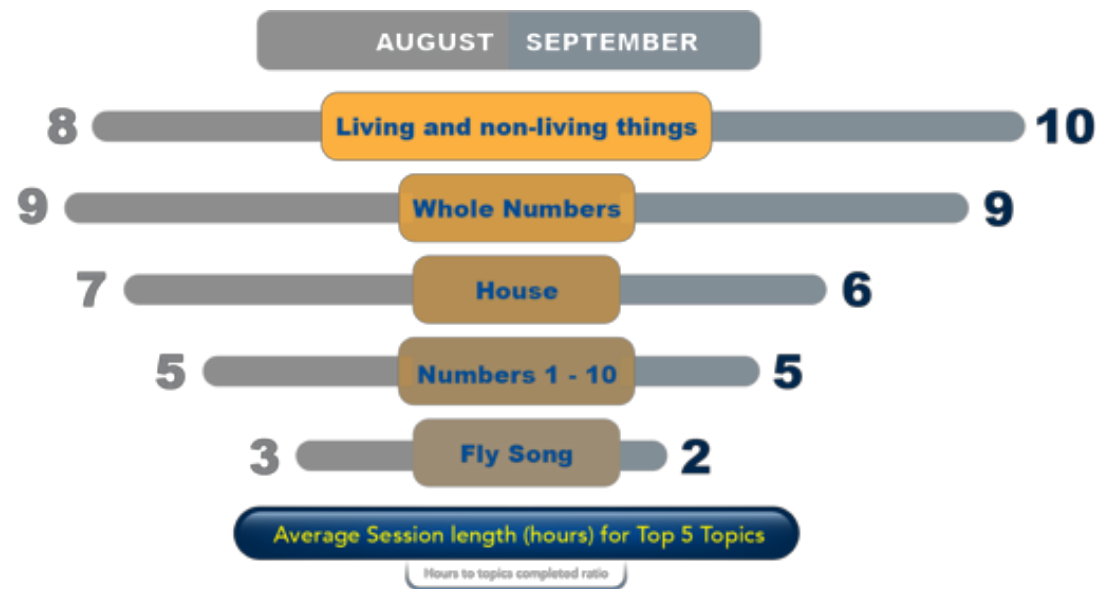 AUGUST SEPTEMBER
8 Living and non-living things 10
9 Whole Numbers 9
7 House 6
5 Numbers 1 - 10 5
3 Fly Song 2
Average Session length (hours) for Top 5 Topics
Hours to topics completed ratio